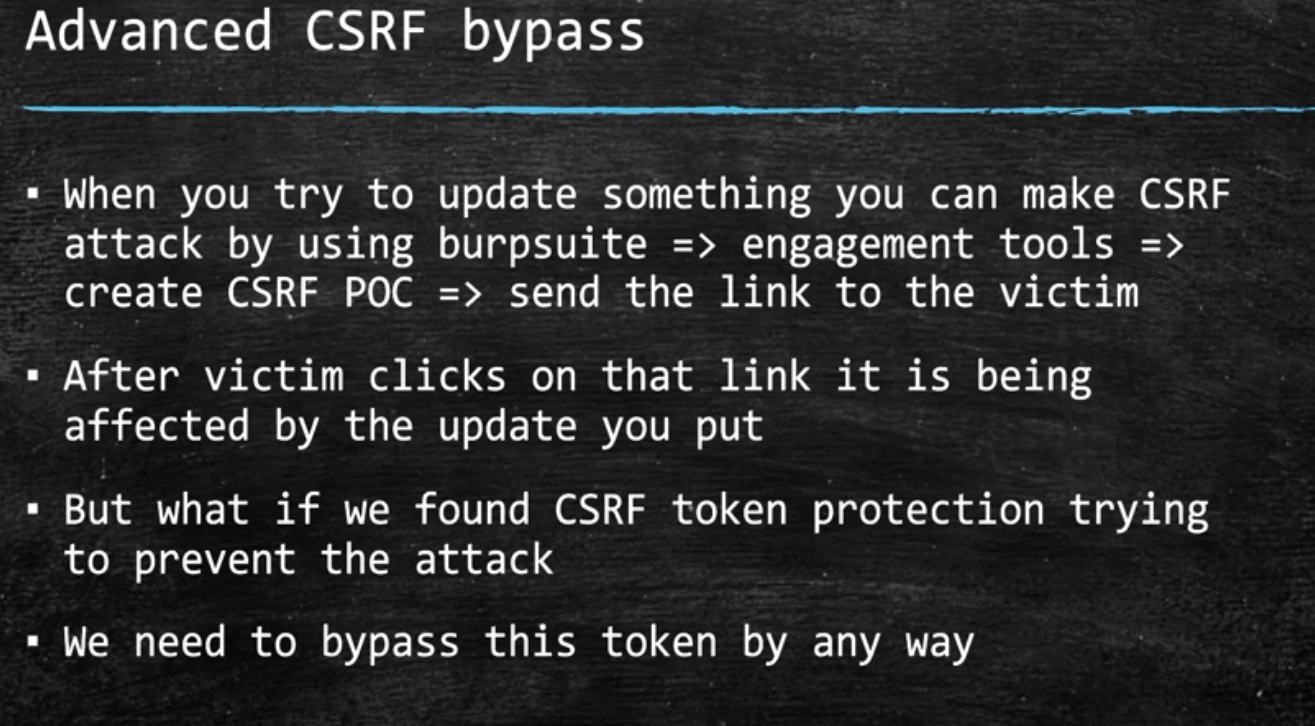 Advanced CSRF bypass
▪ When you try to update something you can make CSRF
attack by using burpsuite => engagement tools =>
create CSRF POC => send the link to the victim
▪ After victim clicks on that link it is being
affected by the update you put
▪ But what if we found CSRF token protection trying
to prevent the attack
▪ We need to bypass this token by any way